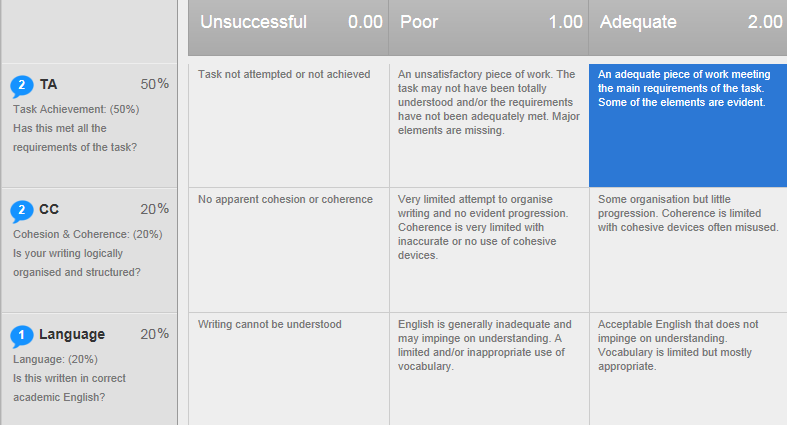 Unsuccessful 0.00 Poor 1.00 Adequate 2.00
2 TA 50%
Task Achievement: (50%)
Has this met all the
requirements of the task?
Task not attempted or not achieved
An unsatisfactory piece of work. The
task may not have been totally
understood and/or the requirements
have not been adequately met. Major
elements are missing.
An adequate piece of work meeting
the main requirements of the task.
Some of the elements are evident.
2 CC 20%
Cohesion & Coherence: (20%)
Is your writing logically
organised and structured?
No apparent cohesion or coherence
Very limited attempt to organise
writing and no evident progression.
Coherence is very limited with
inaccurate or no use of cohesive
devices.
Some organisation but little
progression. Coherence is limited
with cohesive devices often misused.
1 Language 20%
Language: (20%)
Is this written in correct
academic English?
Writing cannot be understood
English is generally inadequate and
may impinge on understanding. A
limited and/or inappropriate use of
vocabulary.
Acceptable English that does not
impinge on understanding.
Vocabulary is limited but mostly
appropriate.